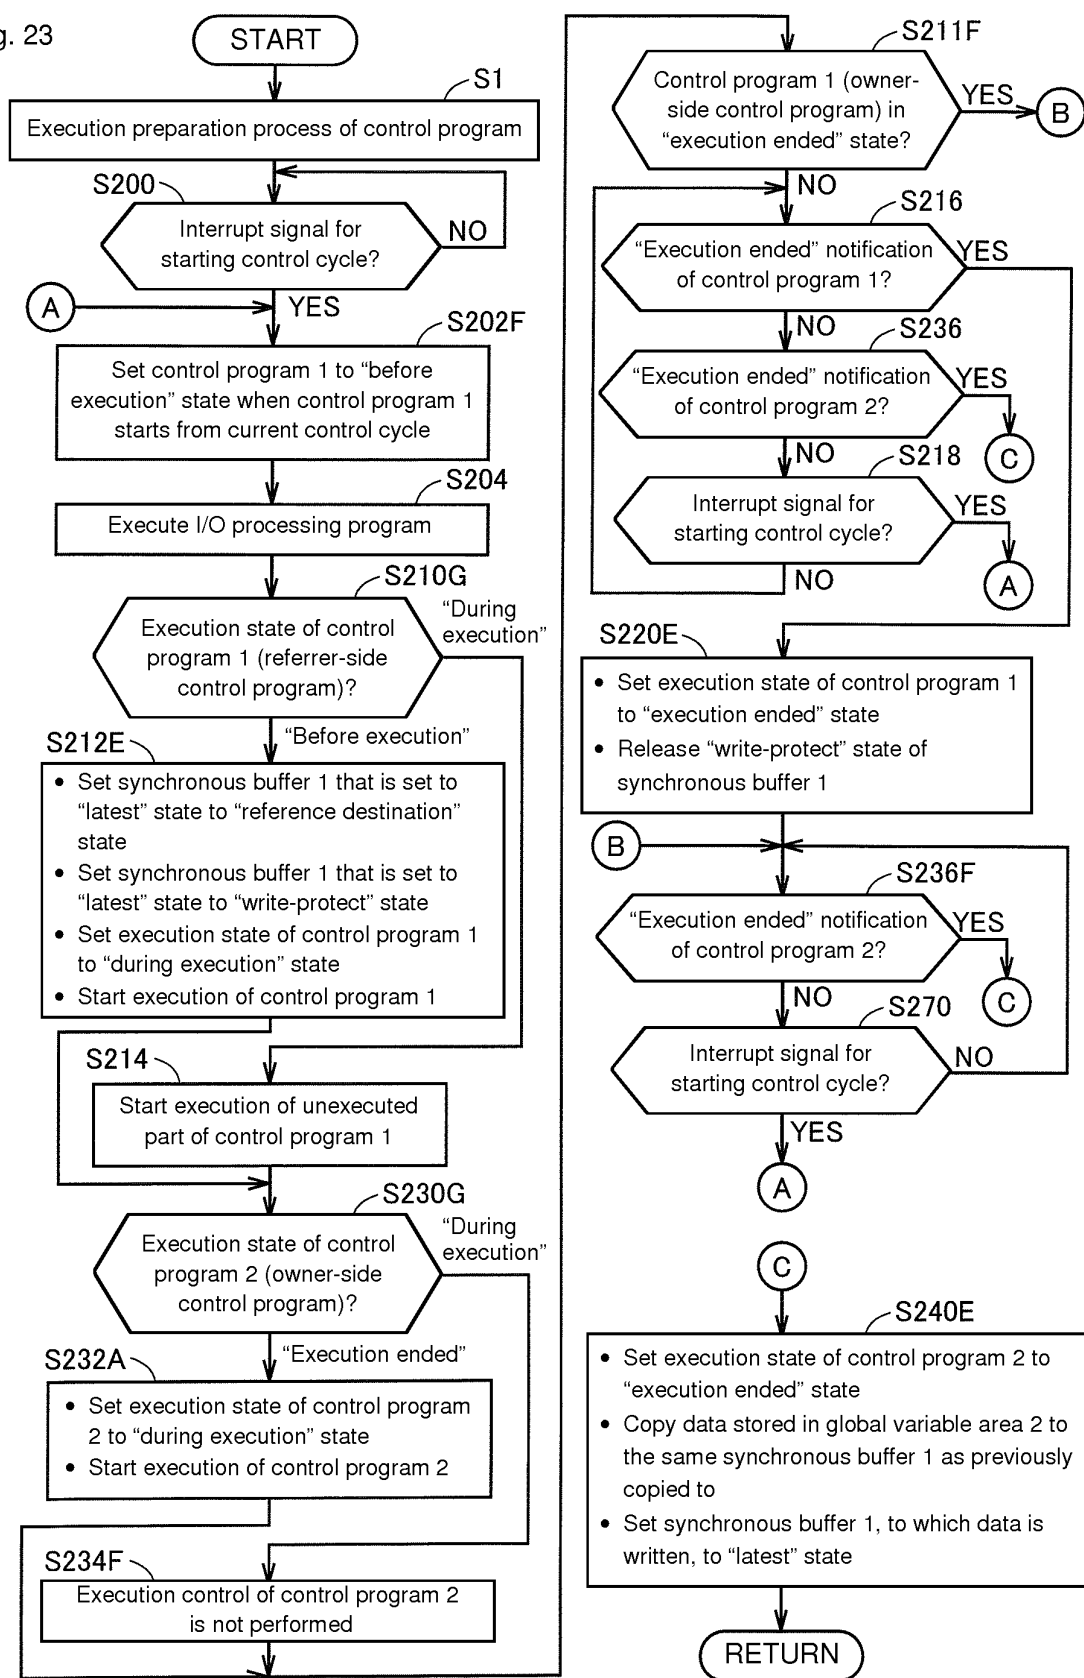 g. 23
START
S1
Execution preparation process of control program
S200
Interrupt signal for
starting control cycle?
NO
A
YES
S202F
Set control program 1 to “before
execution” state when control program 1
starts from current control cycle
S204
Execute I/O processing program
S210G
“During
execution”
Execution state of control
program 1 (referrer-side
control program)?
“Before execution”
S212E
• Set synchronous buffer 1 that is set to
“latest” state to “reference destination”
state
• Set synchronous buffer 1 that is set to
“latest” state to “write-protect” state
• Set execution state of control program 1
to “during execution” state
• Start execution of control program 1
S214
Start execution of unexecuted
part of control program 1
S230G
“During
execution”
Execution state of control
program 2 (owner-side
control program)?
“Execution ended”
S232A
• Set execution state of control program
2 to “during execution” state
• Start execution of control program 2
S234F
Execution control of control program 2
is not performed
S211F
Control program 1 (owner-
side control program) in
“execution ended” state?
YES
B
NO
S216
“Execution ended” notification
of control program 1?
YES
NO
S236
“Execution ended” notification
of control program 2?
YES
C
NO
S218
Interrupt signal for
starting control cycle?
YES
A
NO
S220E
• Set execution state of control program 1
to “execution ended” state
• Release “write-protect” state of
synchronous buffer 1
B
S236F
“Execution ended” notification
of control program 2?
YES
C
NO
S270
Interrupt signal for
starting control cycle?
NO
YES
A
C
S240E
• Set execution state of control program 2 to
“execution ended” state
• Copy data stored in global variable area 2 to
the same synchronous buffer 1 as previously
copied to
• Set synchronous buffer 1, to which data is
written, to “latest” state
RETURN